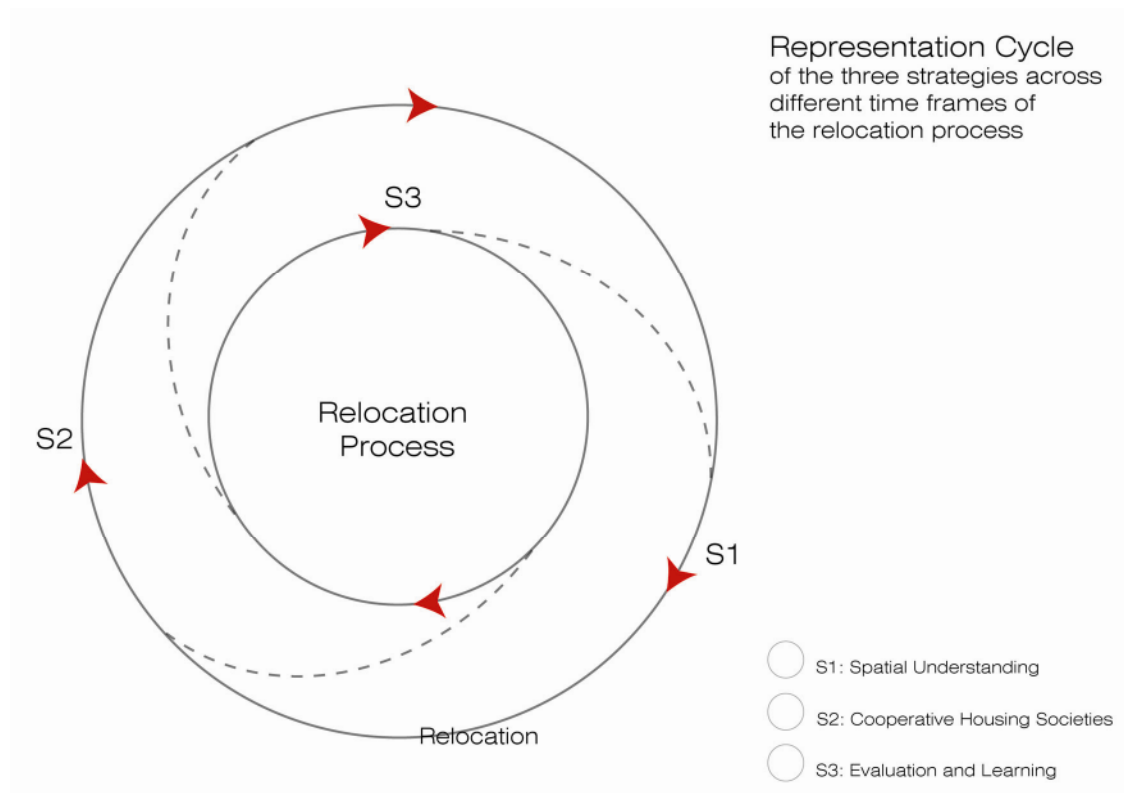 Representation Cycle
of the three strategies across
different time frames of
the relocation process
S3
Relocation
Process
S2
S1
Relocation
S1: Spatial Understanding
S2: Cooperative Housing Societies
S3: Evaluation and Learning